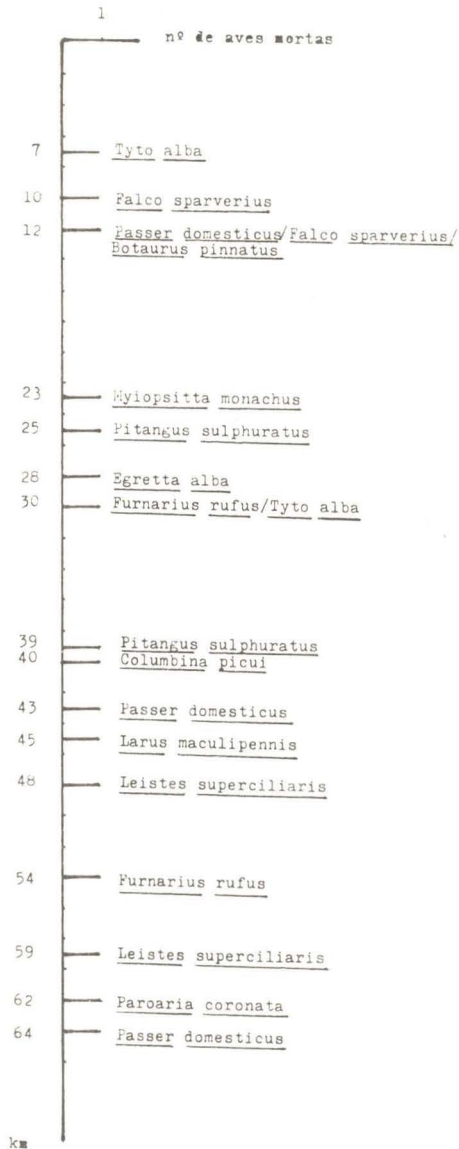 1
nº de aves mortas
7 Tyto alba
10 Falco sparverius
12 Passer domesticus/Falco sparverius/
Botaurus pinnatus
23 Myiopsitta monachus
25 Pitangus sulphuratus
28 Egretta alba
30 Furnarius rufus/Tyto alba
39 Pitangus sulphuratus
40 Columbina picui
43 Passer domesticus
45 Larus maculipennis
48 Leistes superciliaris
54 Furnarius rufus
59 Leistes superciliaris
62 Paroaria coronata
64 Passer domesticus
km